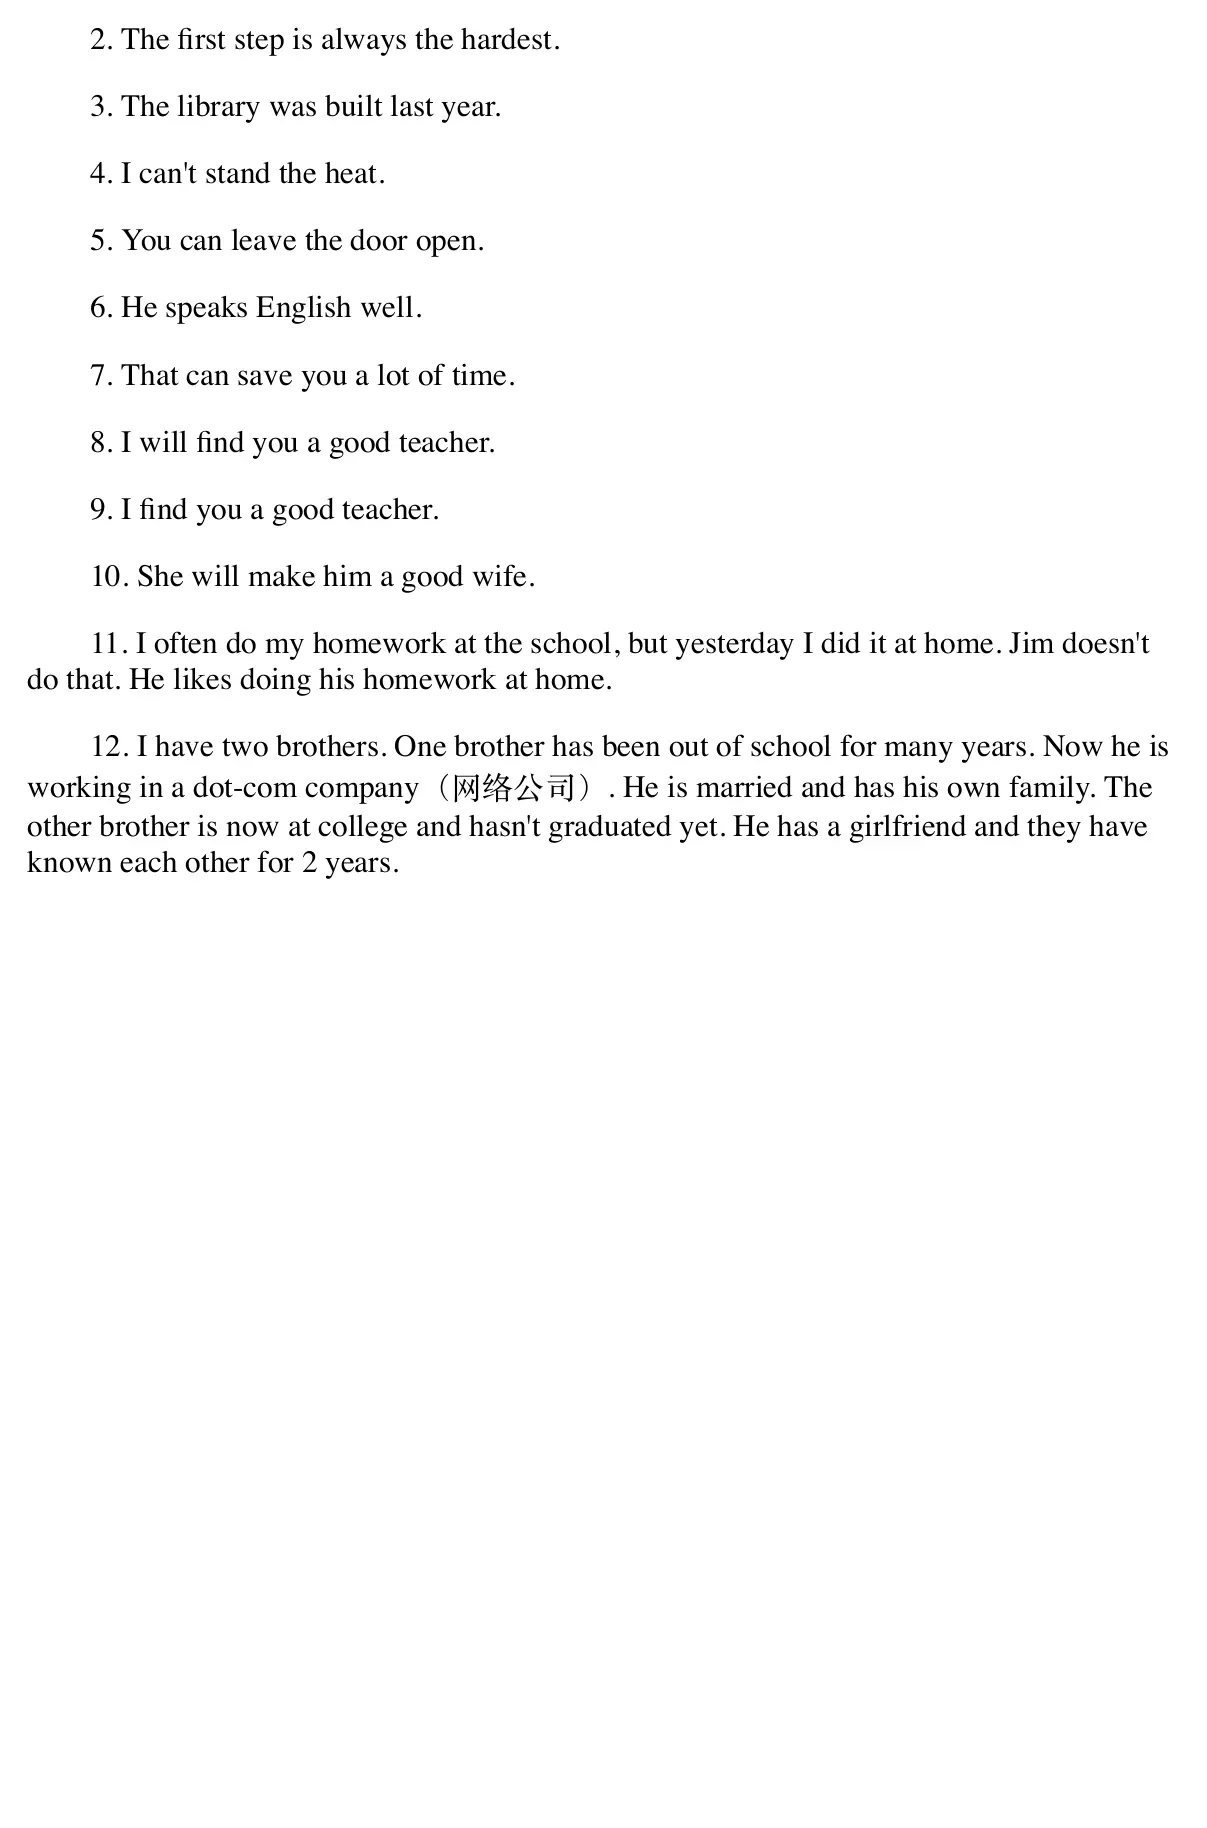 2. The first step is always the hardest.
3. The library was built last year.
4. I can't stand the heat.
5. You can leave the door open.
6. He speaks English well.
7. That can save you a lot of time.
8. I will find you a good teacher.
9. I find you a good teacher.
10. She will make him a good wife.
11. I often do my homework at the school, but yesterday I did it at home. Jim doesn't
do that. He likes doing his homework at home.
12. I have two brothers. One brother has been out of school for many years. Now he is
working in a dot-com company（网络公司）. He is married and has his own family. The
other brother is now at college and hasn't graduated yet. He has a girlfriend and they have
known each other for 2 years.